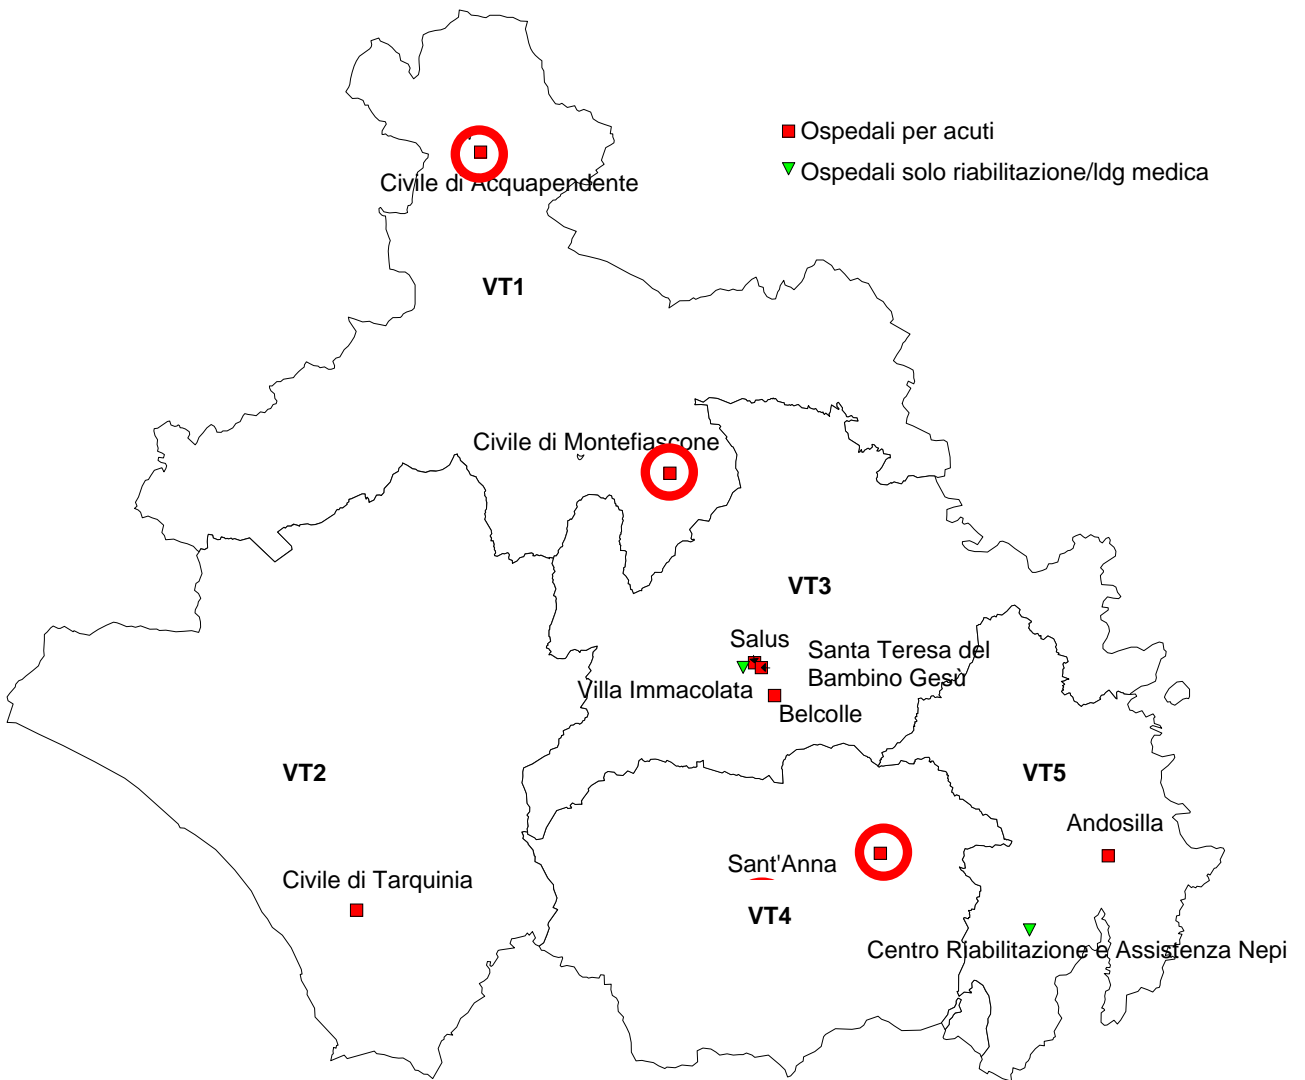 Ospedali per acuti
Ospedali solo riabilitazione/ldg medica
Civile di Acquapendente
VT1
Civile di Montefiascone
VT3
Salus
Santa Teresa del
Bambino Gesù
Villa Immacolata
Belcolle
VT2
VT5
Andosilla
Sant'Anna
Civile di Tarquinia
VT4
Centro Riabilitazione e Assistenza Nepi